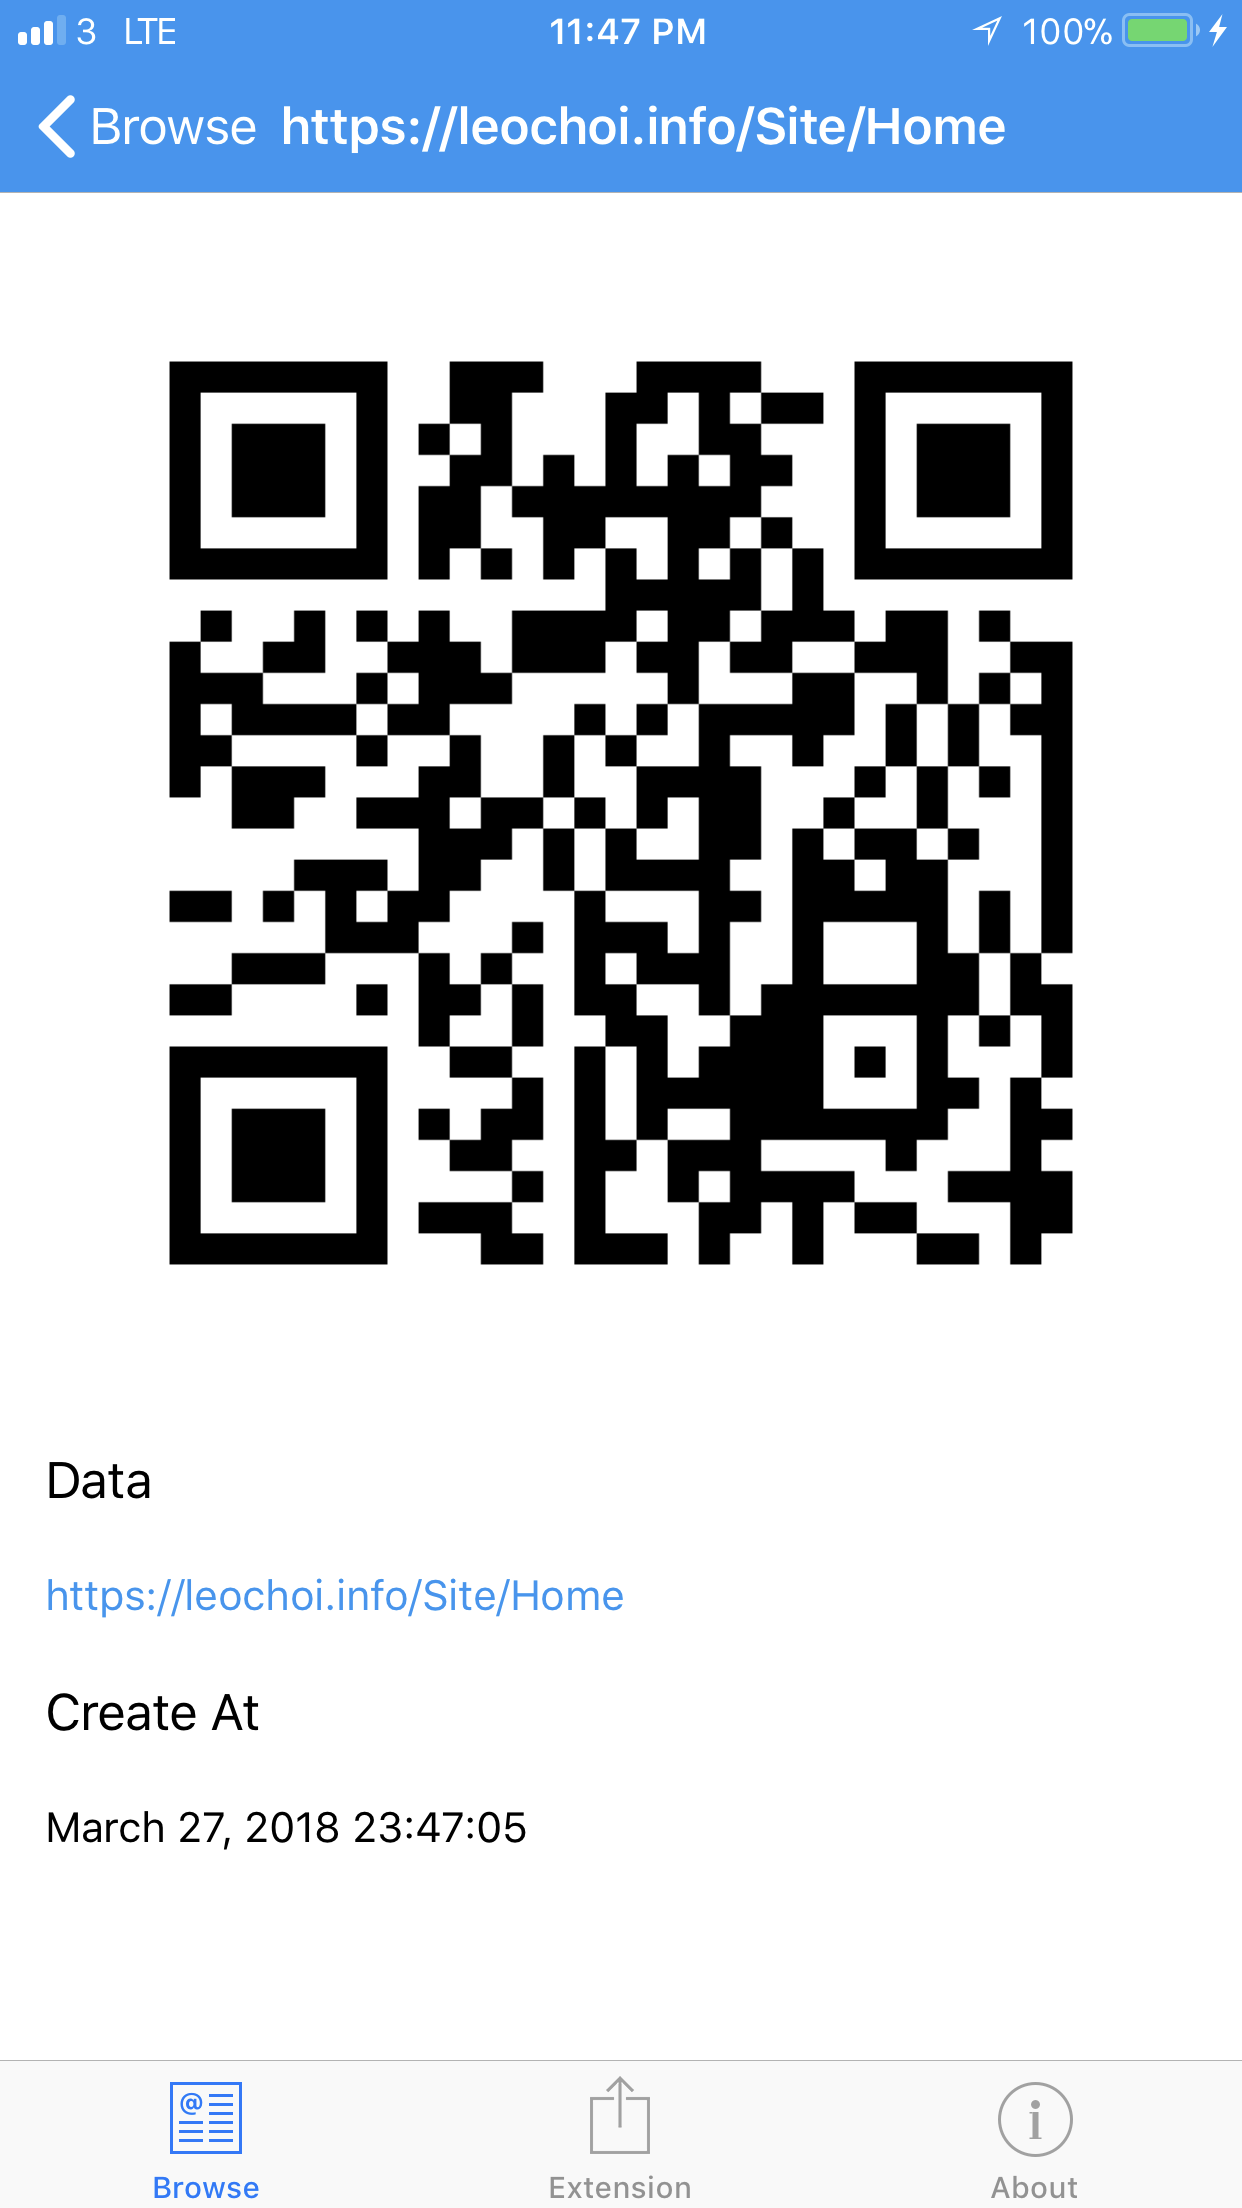 3 LTE 11:47 PM 100%
Browse https://leochoi.info/Site/Home
Data
https://leochoi.info/Site/Home
Create At
March 27, 2018 23:47:05
@
i
Browse Extension About